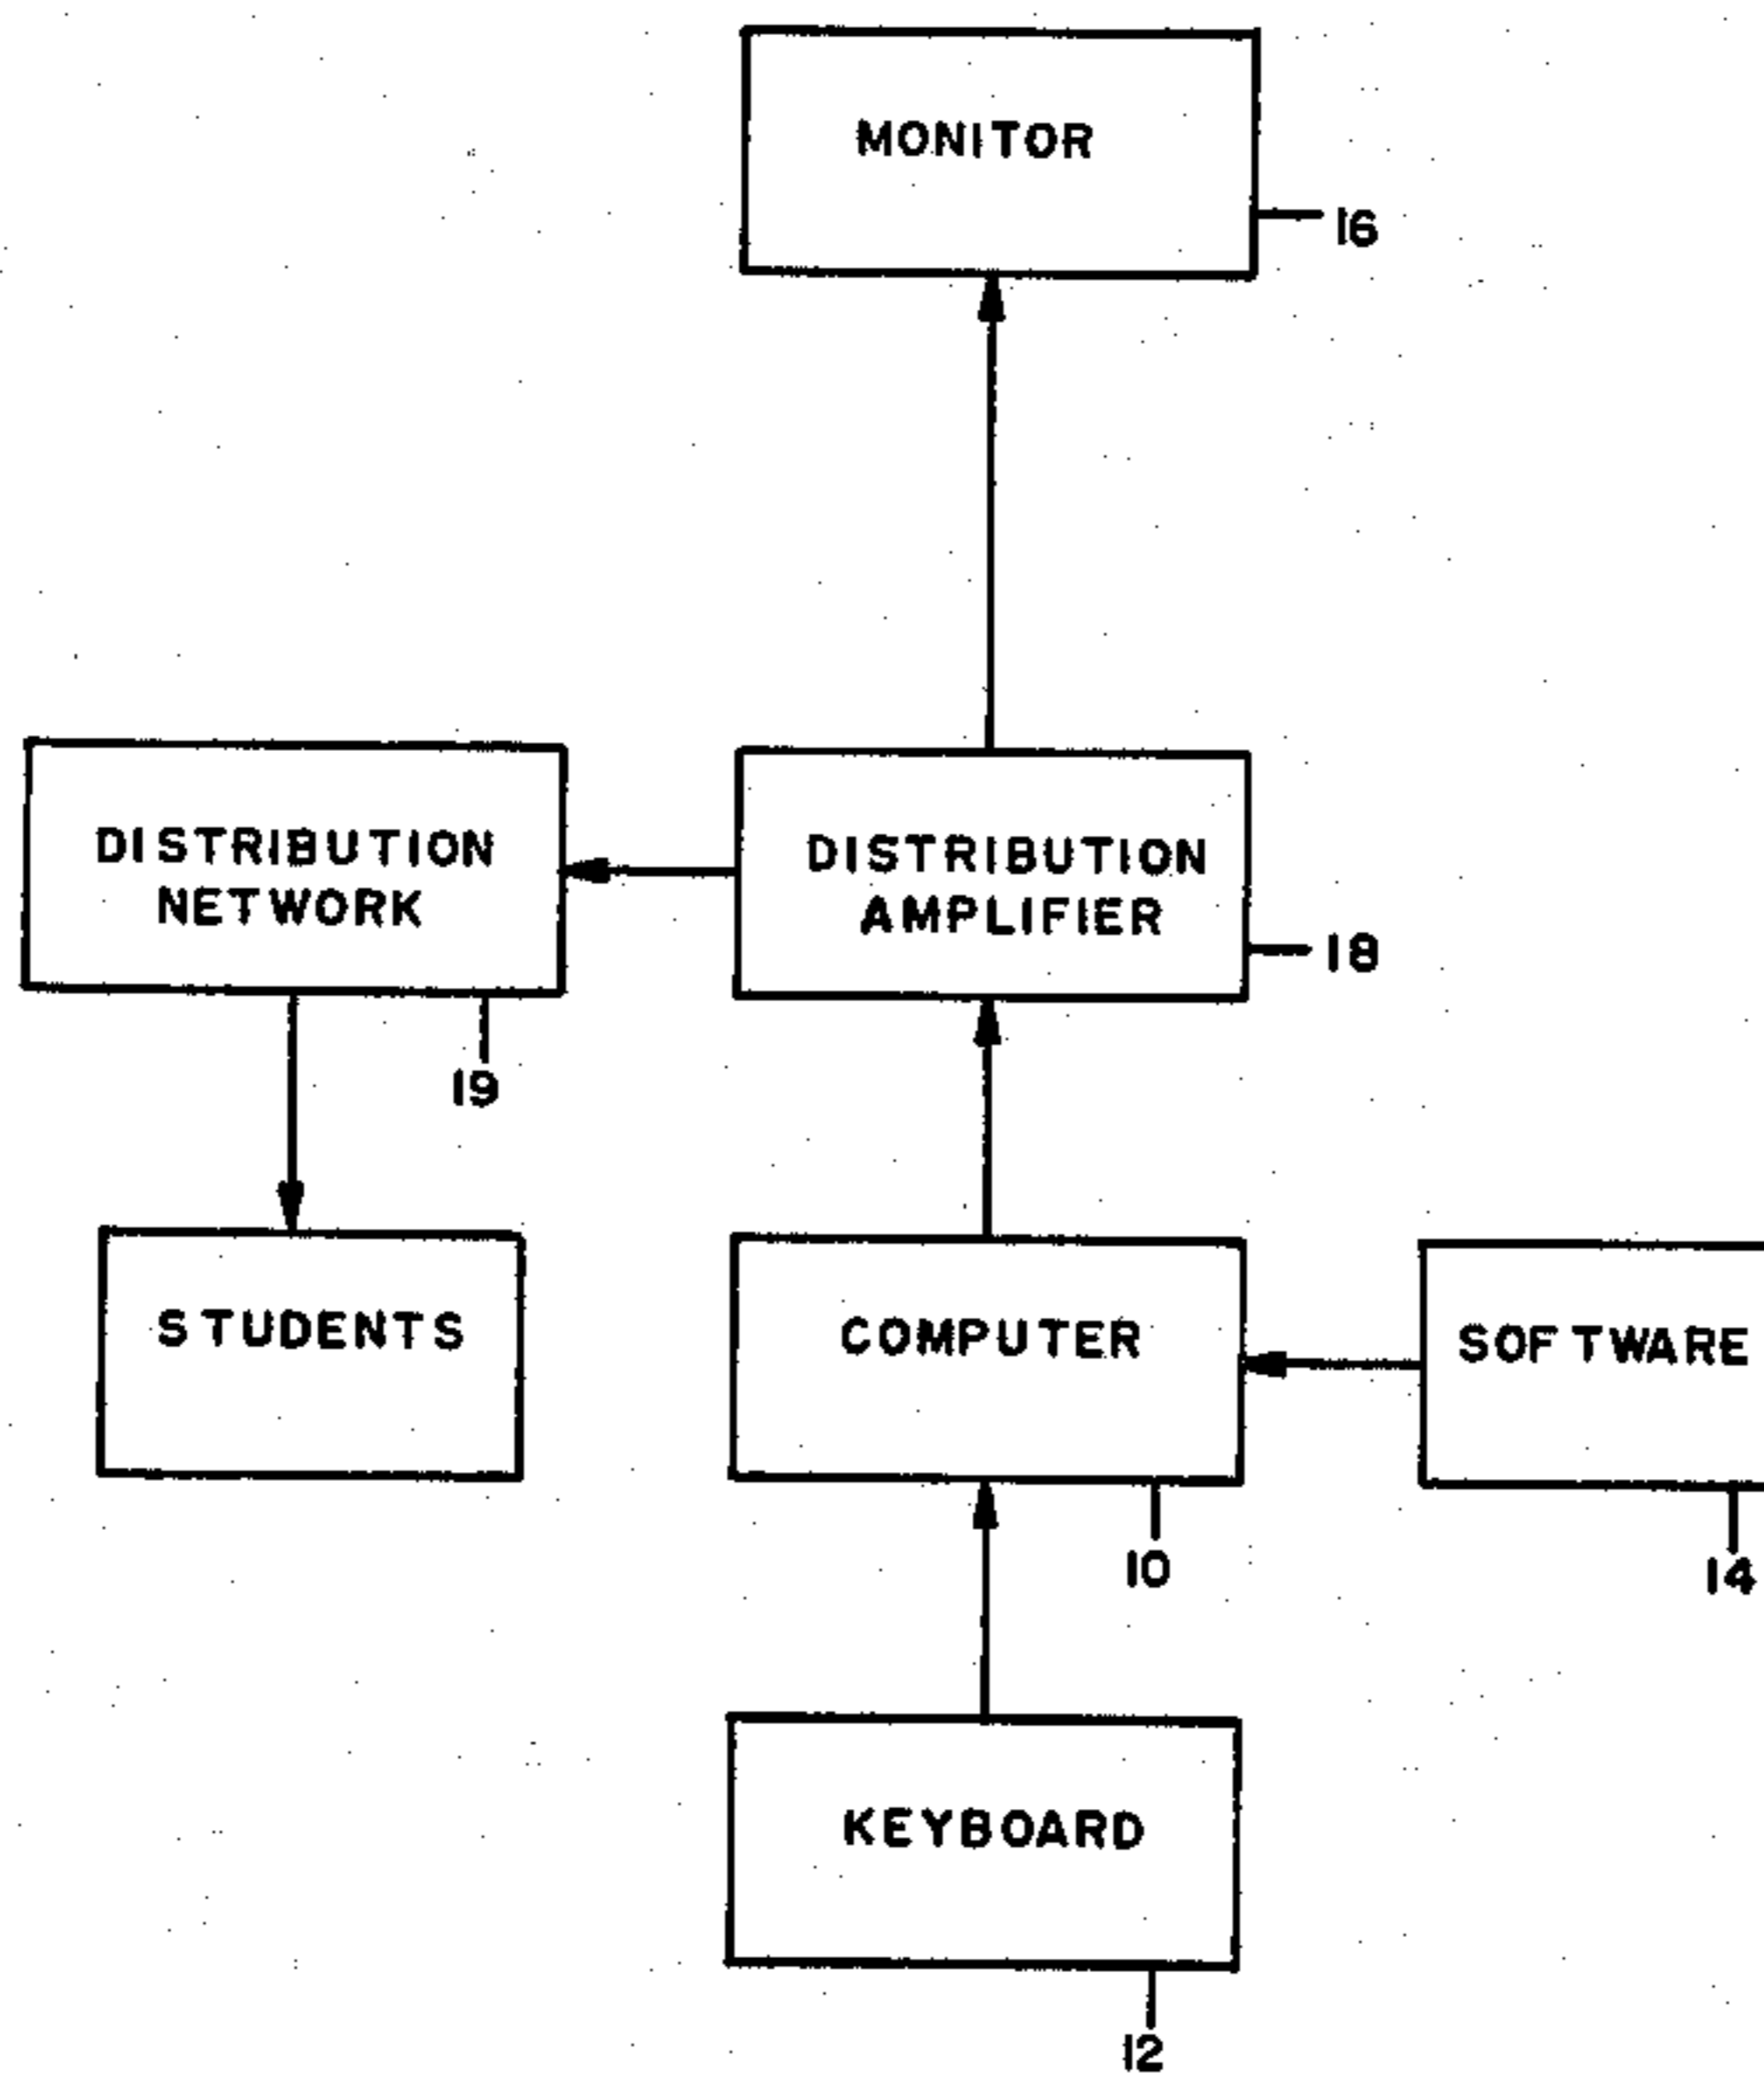 MONITOR
16
DISTRIBUTION
NETWORK
19
DISTRIBUTION
AMPLIFIER
18
STUDENTS
COMPUTER
10
SOFTWARE
14
KEYBOARD
12